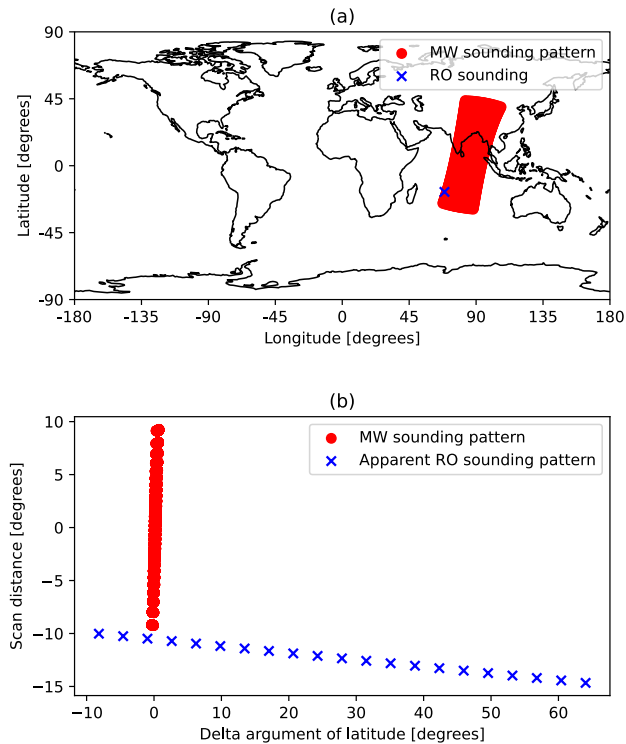 (a)
90
45
0
-45
-90
Latitude [degrees]
MW sounding pattern
RO sounding
-180 -135 -90 -45 0 45 90 135 180
Longitude [degrees]
(b)
10
5
0
−5
−10
−15
Scan distance [degrees]
MW sounding pattern
Apparent RO sounding pattern
−10 0 10 20 30 40 50 60
Delta argument of latitude [degrees]